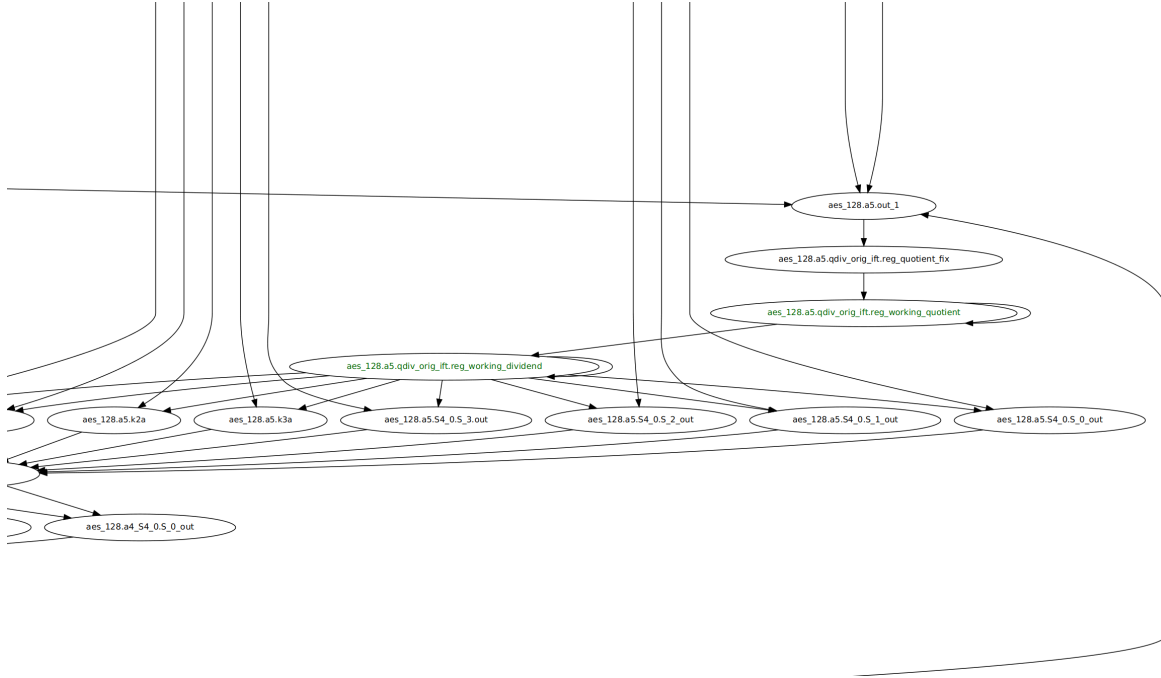 aes_128.a5.out_1
aes_128.a5.qdiv_orig_ift.reg_quotient_fix
aes_128.a5.qdiv_orig_ift.reg_working_quotient
aes_128.a5.qdiv_orig_ift.reg_working_dividend
aes_128.a5.k2a
aes_128.a5.k3a
aes_128.a5.S4_0.S_3.out
aes_128.a5.S4_0.S_2_out
aes_128.a5.S4_0.S_1_out
aes_128.a5.S4_0.S_0_out
aes_128.a4_S4_0.S_0_out